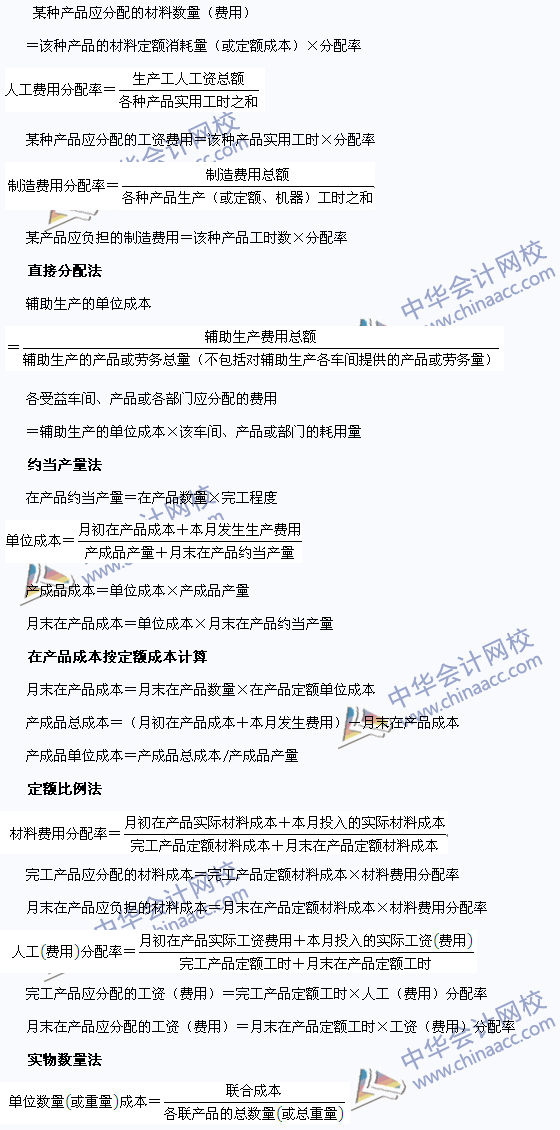 某种产品应分配的材料数量（费用）
＝该种产品的材料定额消耗量（或定额成本）×分配率
人工费用分配率＝生产工人工资总额
各种产品实用工时之和
某种产品应分配的工资费用＝该种产品实用工时×分配率
制造费用分配率＝制造费用总额
各种产品生产（或定额、机器）工时之和
某产品应负担的制造费用＝该种产品工时数×分配率
直接分配法
辅助生产的单位成本
＝辅助生产费用总额
辅助生产的产品或劳务总量（不包括对辅助生产各车间提供的产品或劳务量）
各受益车间、产品或各部门应分配的费用
＝辅助生产的单位成本×该车间、产品或部门的耗用量
约当产量法
在产品约当产量＝在产品数量×完工程度
单位成本＝月初在产品成本＋本月发生生产费用
产成品产量＋月末在产品约当产量
产成品成本＝单位成本×产成品产量
月末在产品成本＝单位成本×月末在产品约当产量
在产品成本按定额成本计算
月末在产品成本＝月末在产品数量×在产品定额单位成本
产成品总成本＝（月初在产品成本＋本月发生费用）－月末在产品成本
产成品单位成本＝产成品总成本/产成品产量
定额比例法
材料费用分配率＝月初在产品实际材料成本＋本月投入的实际材料成本
完工产品定额材料成本＋月末在产品定额材料成本
完工产品应分配的材料成本＝完工产品定额材料成本×材料费用分配率
月末在产品应负担的材料成本＝月末在产品定额材料成本×材料费用分配率
人工(费用)分配率＝月初在产品实际工资费用＋本月投入的实际工资(费用)
完工产品定额工时＋月末在产品定额工时
完工产品应分配的工资（费用）＝完工产品定额工时×人工（费用）分配率
月末在产品应分配的工资（费用）＝月末在产品定额工时×工资（费用）分配率
实物数量法
单位数量(或重量)成本＝联合成本
各联产品的总数量(或总重量)
中华会计网校
www.chinaacc.com
中华会计网校
www.chinaacc.com
中华会计网校
www.chinaacc.com